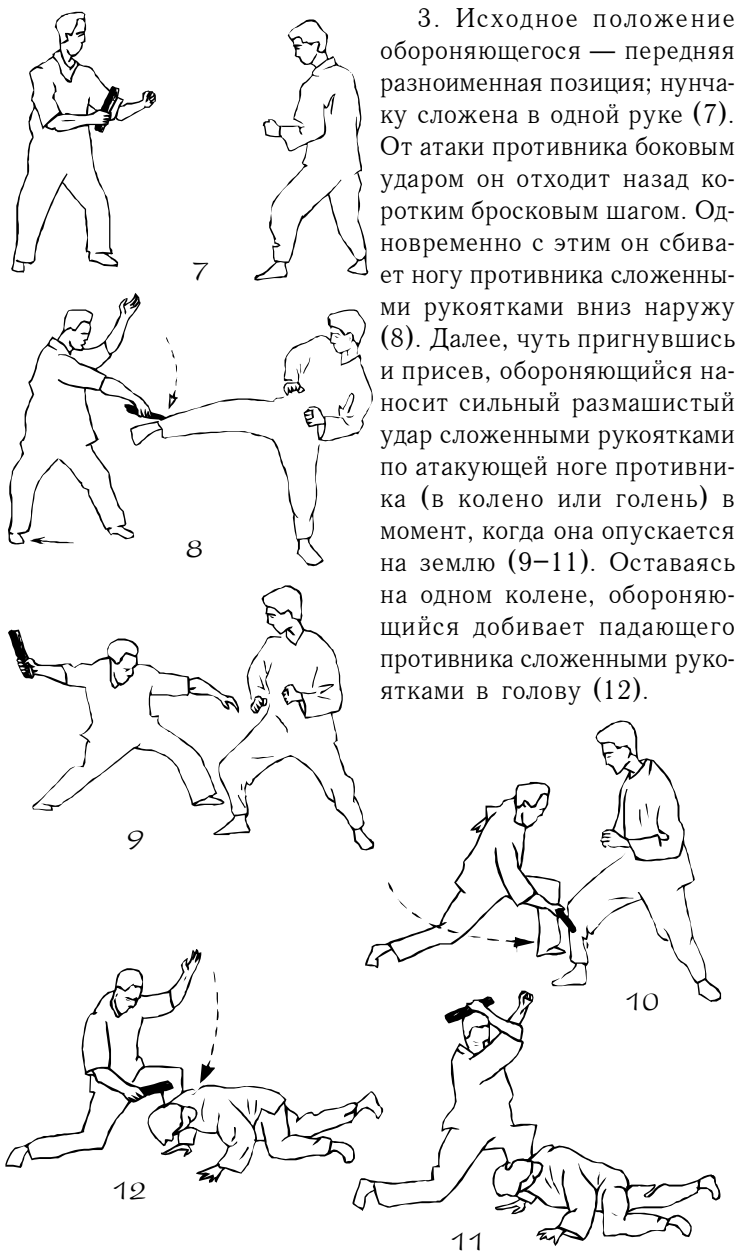 3. Исходное положение
обороняющегося — передняя
разноименная позиция; нунча-
ку сложена в одной руке (7).
От атаки противника боковым
ударом он отходит назад ко-
ротким бросковым шагом. Од-
новременно с этим он сбива-
ет ногу противника сложенны-
ми рукоятками вниз наружу
(8). Далее, чуть пригнувшись
и присев, обороняющийся на-
носит сильный размашистый
удар сложенными рукоятками
по атакующей ноге противни-
ка (в колено или голень) в
момент, когда она опускается
на землю (9–11). Оставаясь
на одном колене, обороняю-
щийся добивает падающего
противника сложенными руко-
ятками в голову (12).
7
8
9
10
12
11